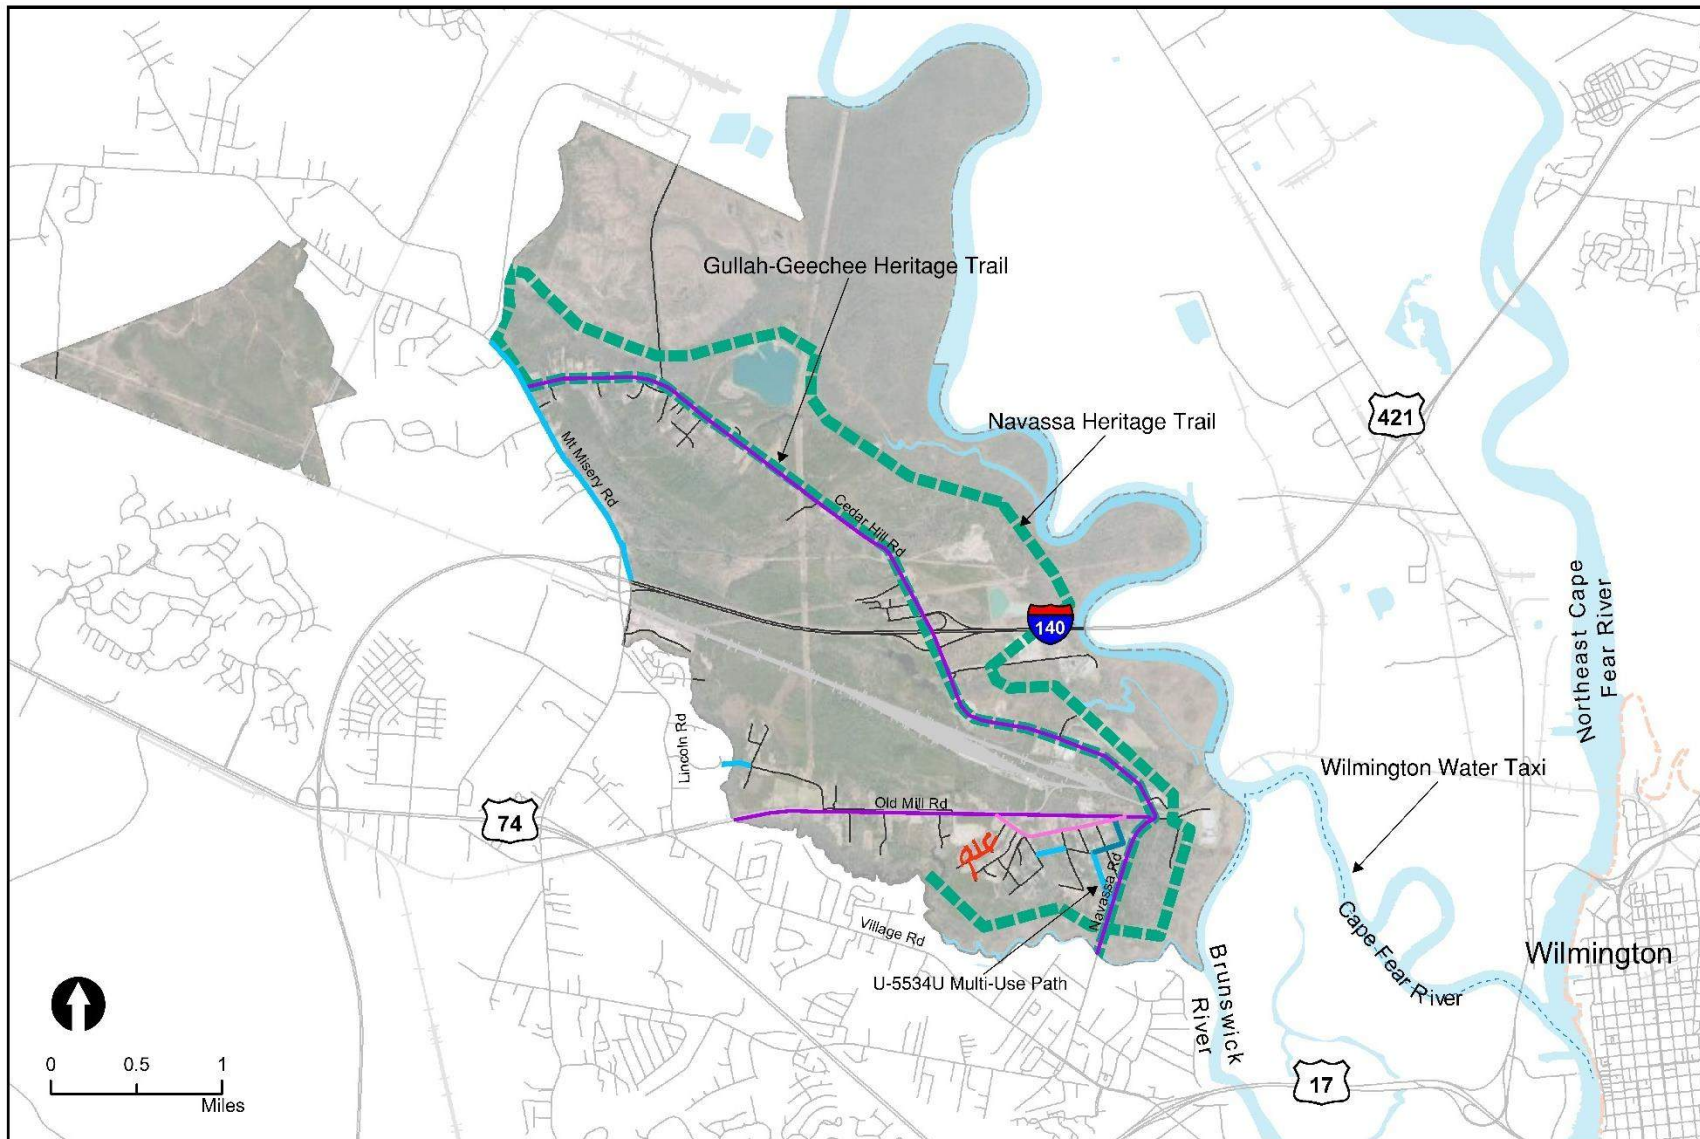 Gullah-Geechee Heritage Trail
Navassa Heritage Trail
421
Mt Misery Rd
Cedar Hill Rd
140
Northeast Cape
Fear River
Lincoln Rd
Wilmington Water Taxi
74
Old Mill Rd
Navassa Rd
Village Rd
U-5534U Multi-Use Path
Cape Fear River
Wilmington
Brunswick
River
0 0.5 1
Miles
17